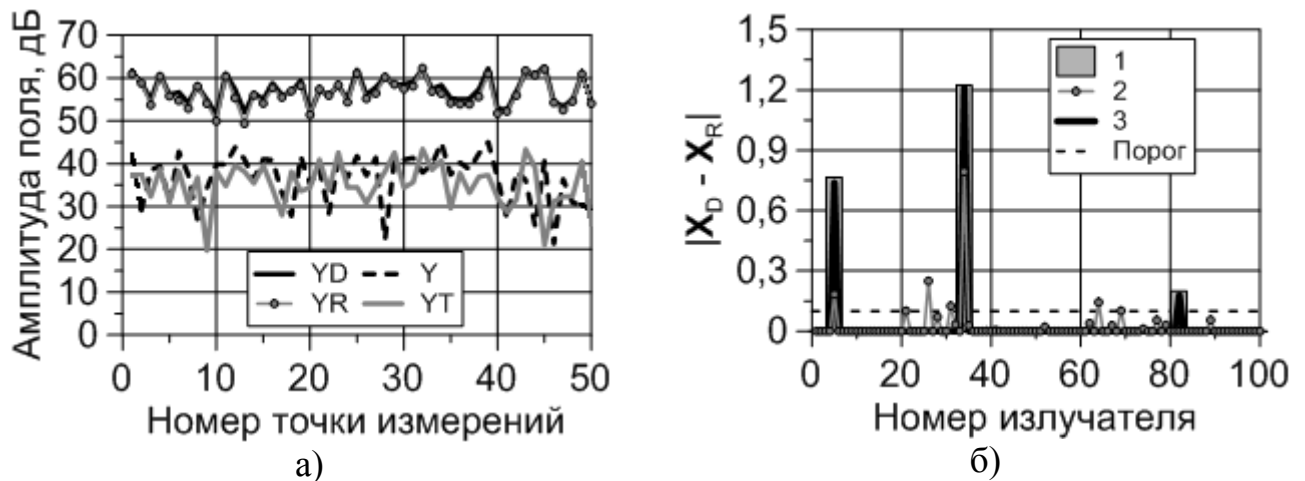 Амплитуда поля, дБ
70
60
50
40
30
20
10
0
YD
Y
YR
YT
0 10 20 30 40 50
Номер точки измерений
а)
|X_D - X_R|
1,5
1,2
0,9
0,6
0,3
0
1
2
3
Порог
0 20 40 60 80 100
Номер излучателя
б)